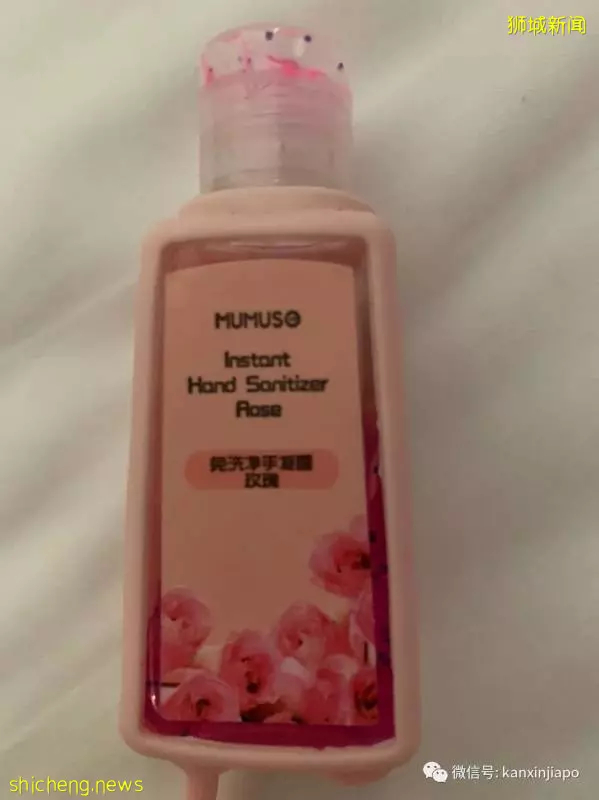 狮城新闻
MUMUSO
Instant
Hand Sanitizer
Rose
免洗净手凝露
玫瑰
微信号: kanxinjiapo
shicheng.news